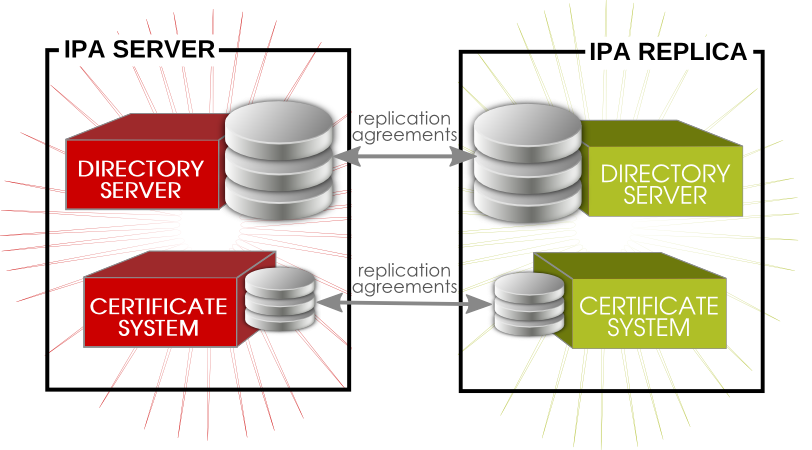 IPA SERVER
IPA REPLICA
replication
agreements
DIRECTORY
SERVER
DIRECTORY
SERVER
replication
agreements
CERTIFICATE
SYSTEM
CERTIFICATE
SYSTEM